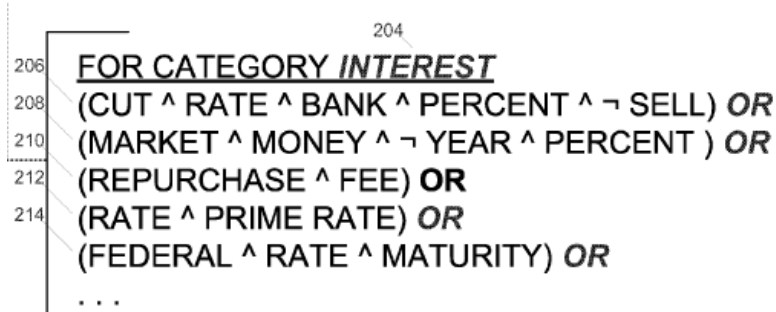 204
206 FOR CATEGORY INTEREST
208 (CUT ^ RATE ^ BANK ^ PERCENT ^ ¬ SELL) OR
210 (MARKET ^ MONEY ^ ¬ YEAR ^ PERCENT ) OR
212 (REPURCHASE ^ FEE) OR
214 (RATE ^ PRIME RATE) OR
(FEDERAL ^ RATE ^ MATURITY) OR
. . .